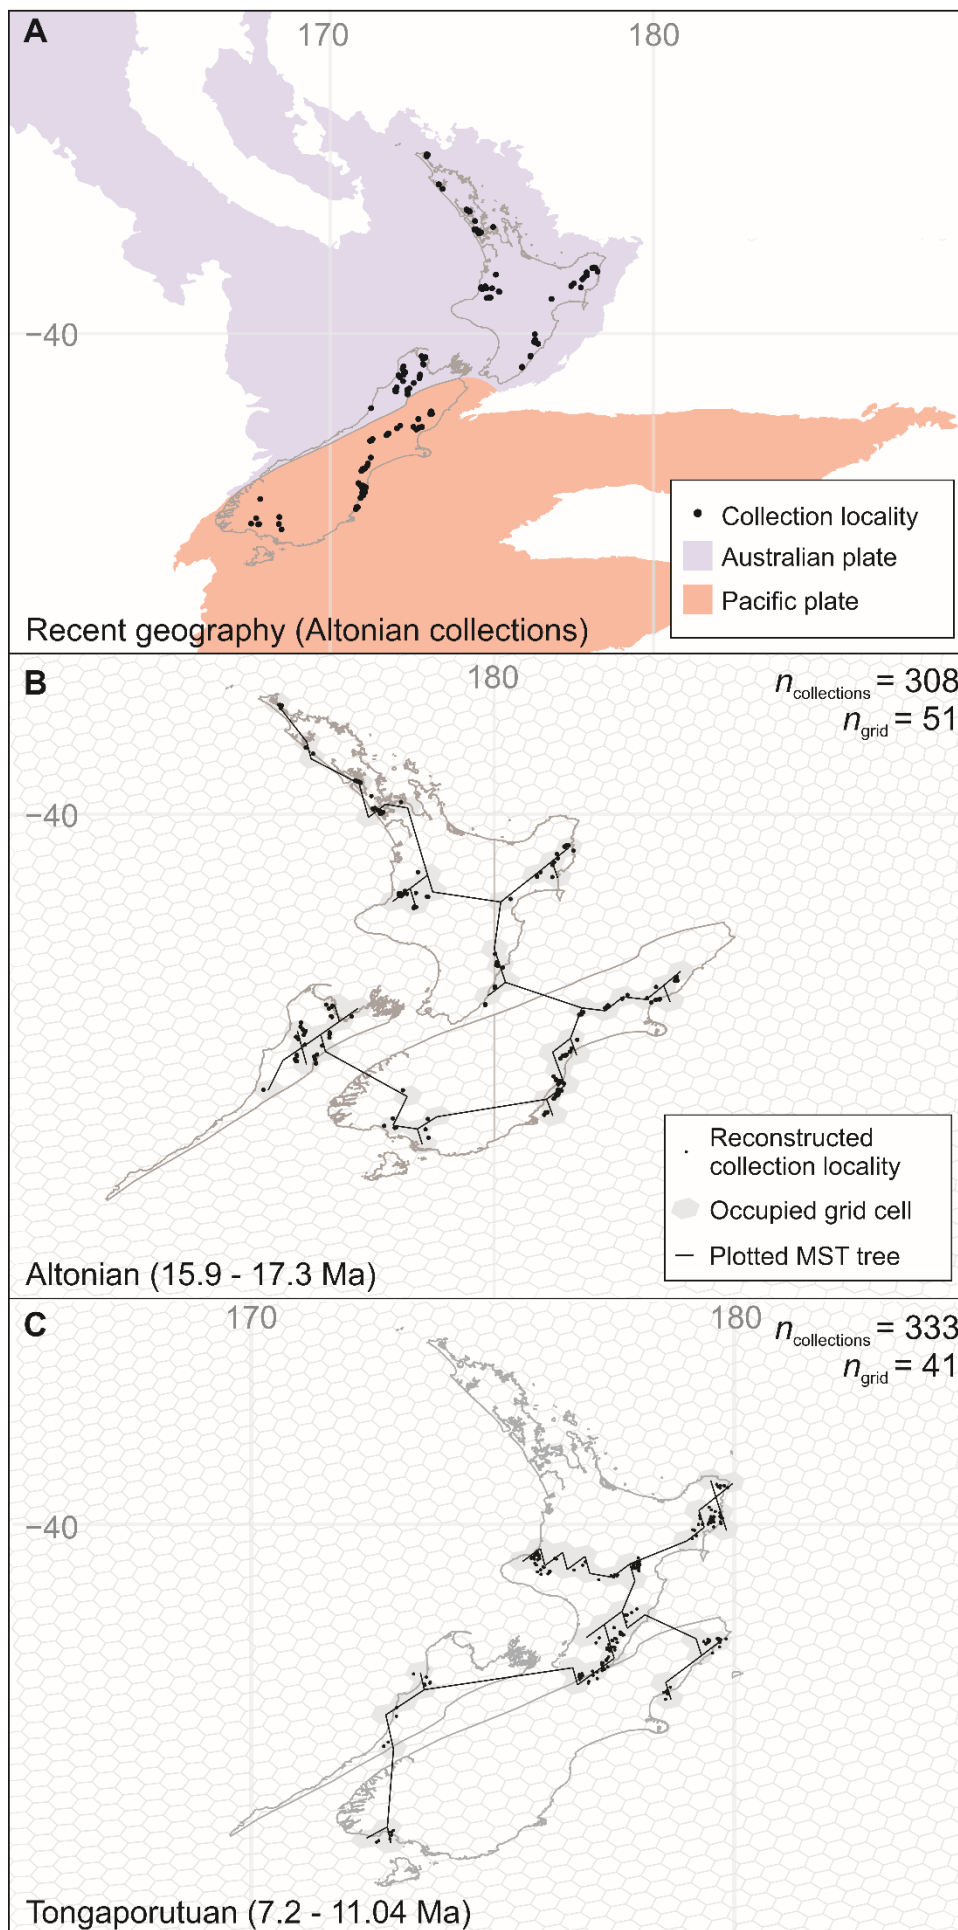 A
170
180
−40
Collection locality
Australian plate
Pacific plate
Recent geography (Altonian collections)
B
180
ncollections = 308
ngrid = 51
−40
Reconstructed
collection locality
Occupied grid cell
Plotted MST tree
Altonian (15.9 - 17.3 Ma)
C
170
180
ncollections = 333
ngrid = 41
−40
Tongaporutuan (7.2 - 11.04 Ma)